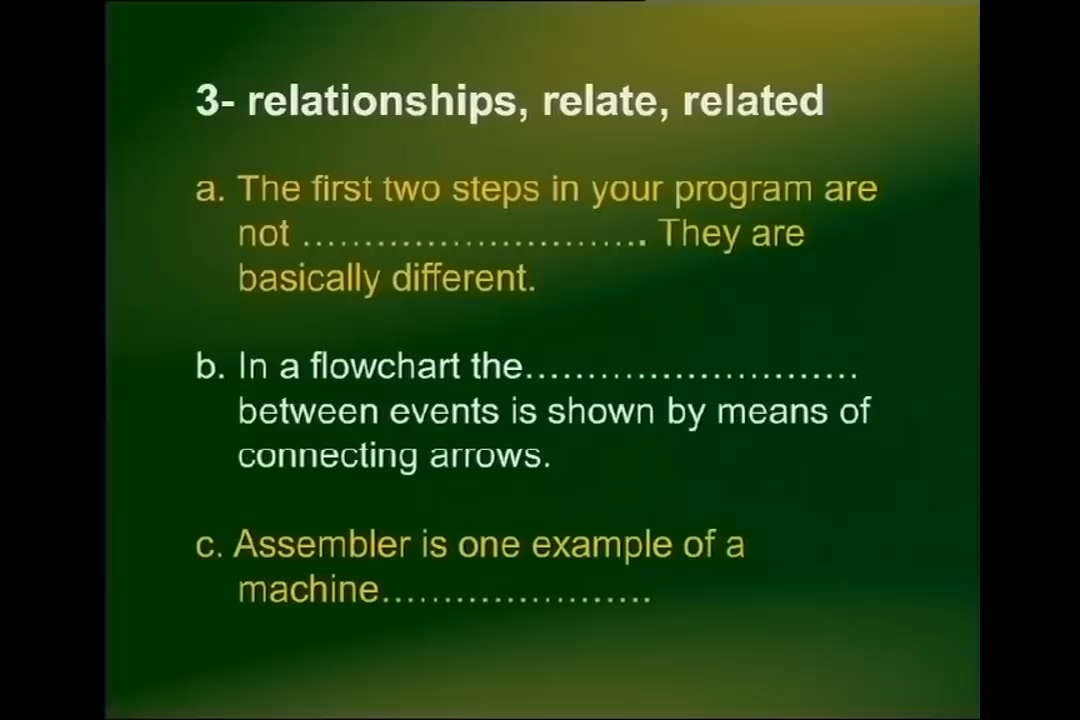 3- relationships, relate, related
a. The first two steps in your program are
not ............................ They are
basically different.
b. In a flowchart the...........................
between events is shown by means of
connecting arrows.
c. Assembler is one example of a
machine......................